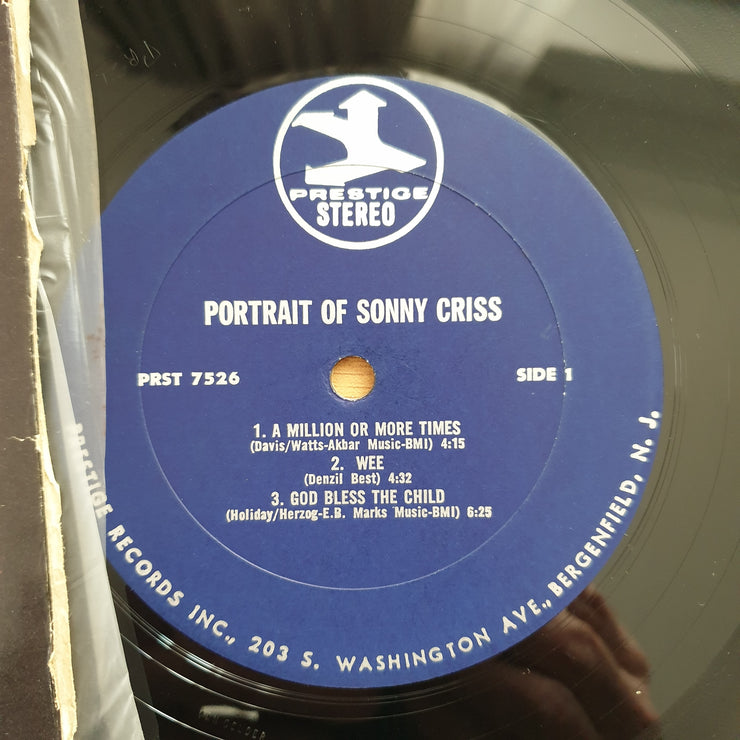 PRESTIGE
STEREO
PORTRAIT OF SONNY CRISS
PRST 7526
SIDE 1
1. A MILLION OR MORE TIMES
(Davis/Watts-Akbar Music-BMI) 4:15
2. WEE
(Denzil Best) 4:32
3. GOD BLESS THE CHILD
(Holiday/Herzog-E.B. Marks Music-BMI) 6:25
PRESTIGE RECORDS INC., 203 S. WASHINGTON AVE., BERGENFIELD, N. J.